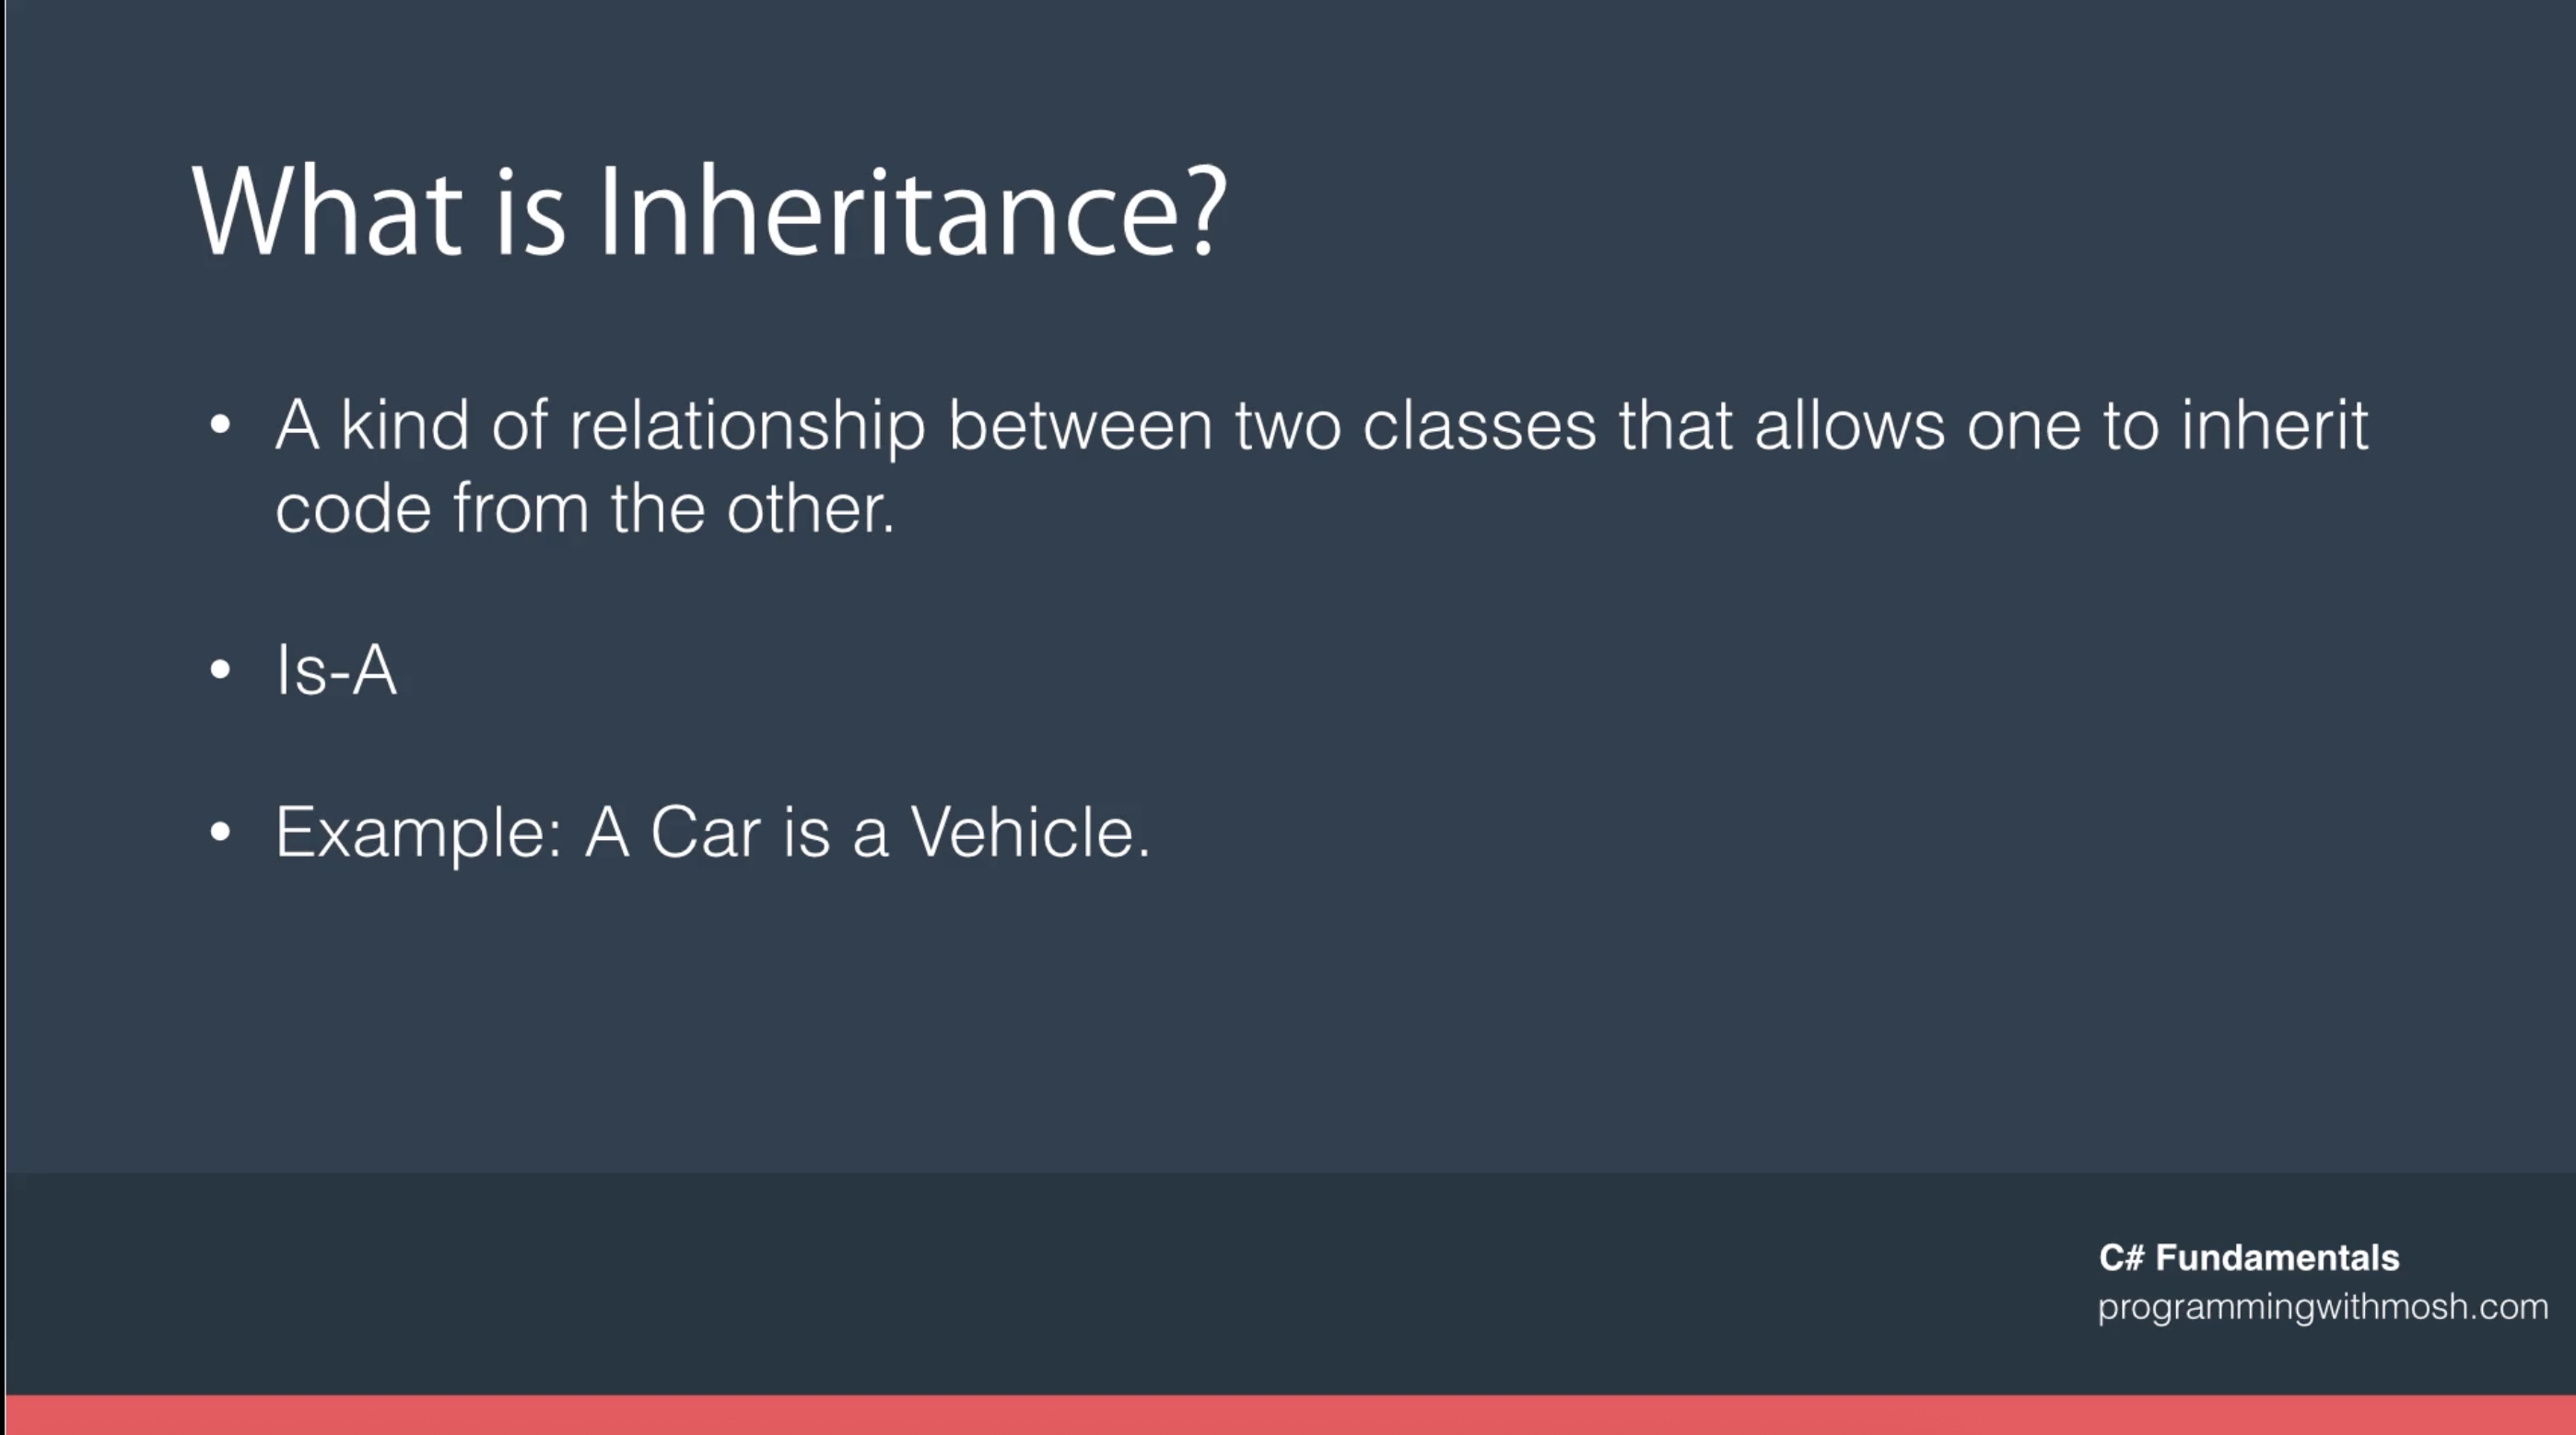 What is Inheritance?
• A kind of relationship between two classes that allows one to inherit
code from the other.
• Is-A
• Example: A Car is a Vehicle.
C# Fundamentals
programmingwithmosh.com